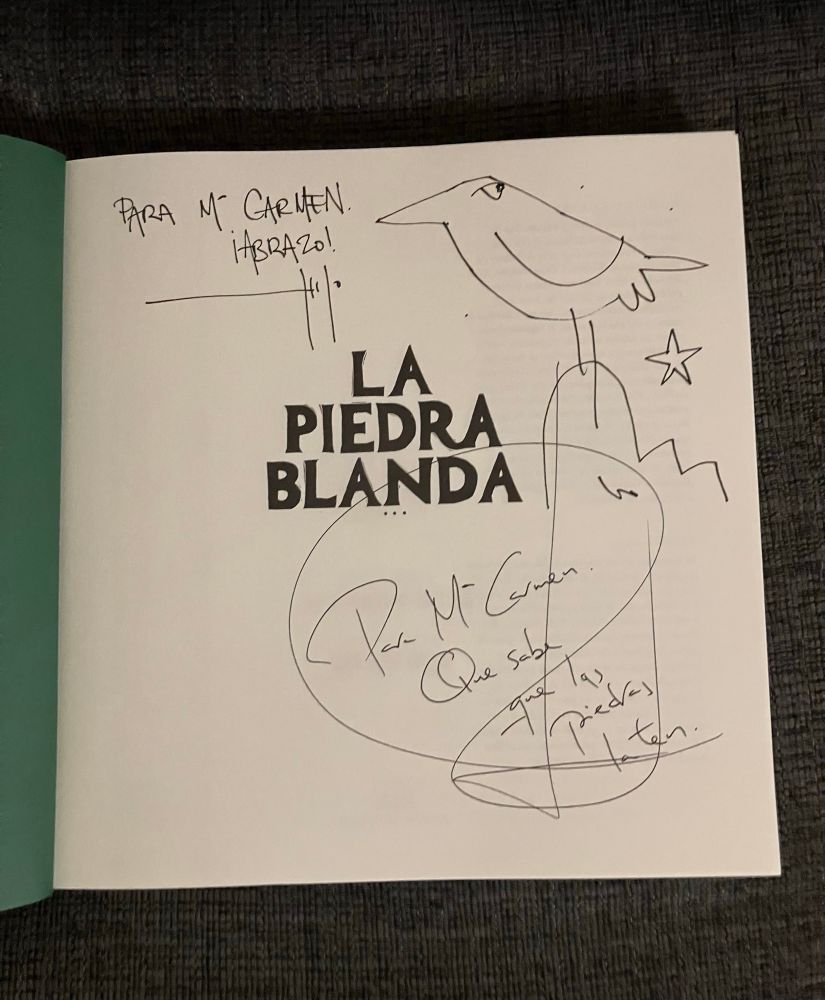 PARA Mª CARMEN.
¡ABRAZO!
LA
PIEDRA
BLANDA
...
Para Mª Carmen.
Que sabe
que las
piedras
laten.